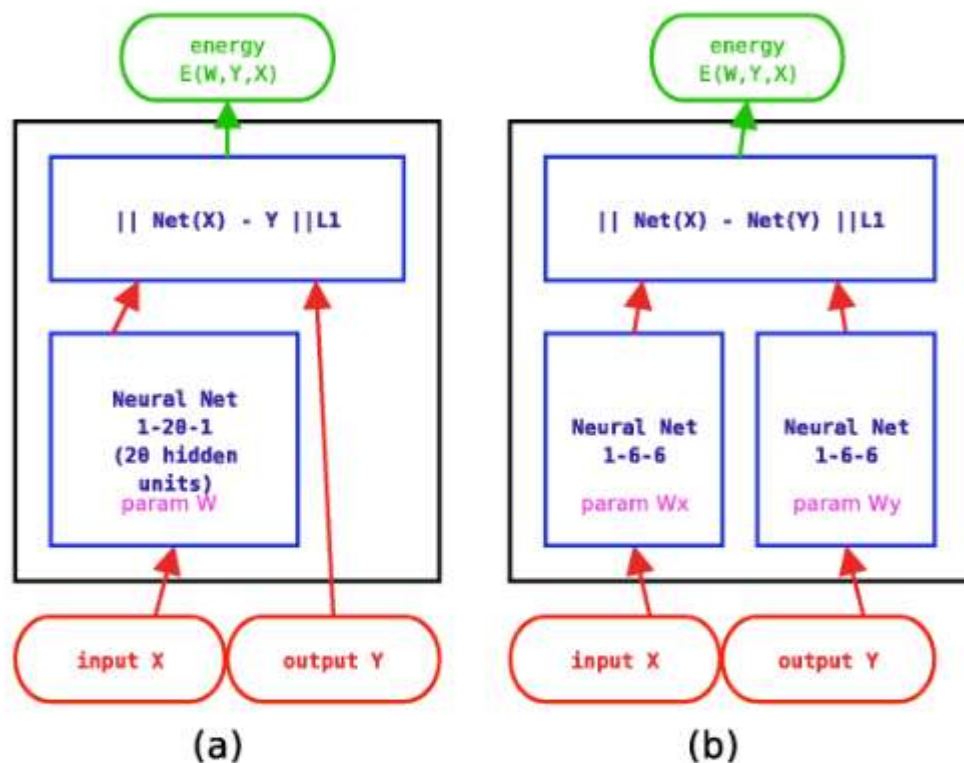 energy
E(W,Y,X)
|| Net(X) - Y ||L1
Neural Net
1-20-1
(20 hidden
units)
param W
input X
output Y
(a)
energy
E(W,Y,X)
|| Net(X) - Net(Y) ||L1
Neural Net
1-6-6
param Wx
Neural Net
1-6-6
param Wy
input X
output Y
(b)